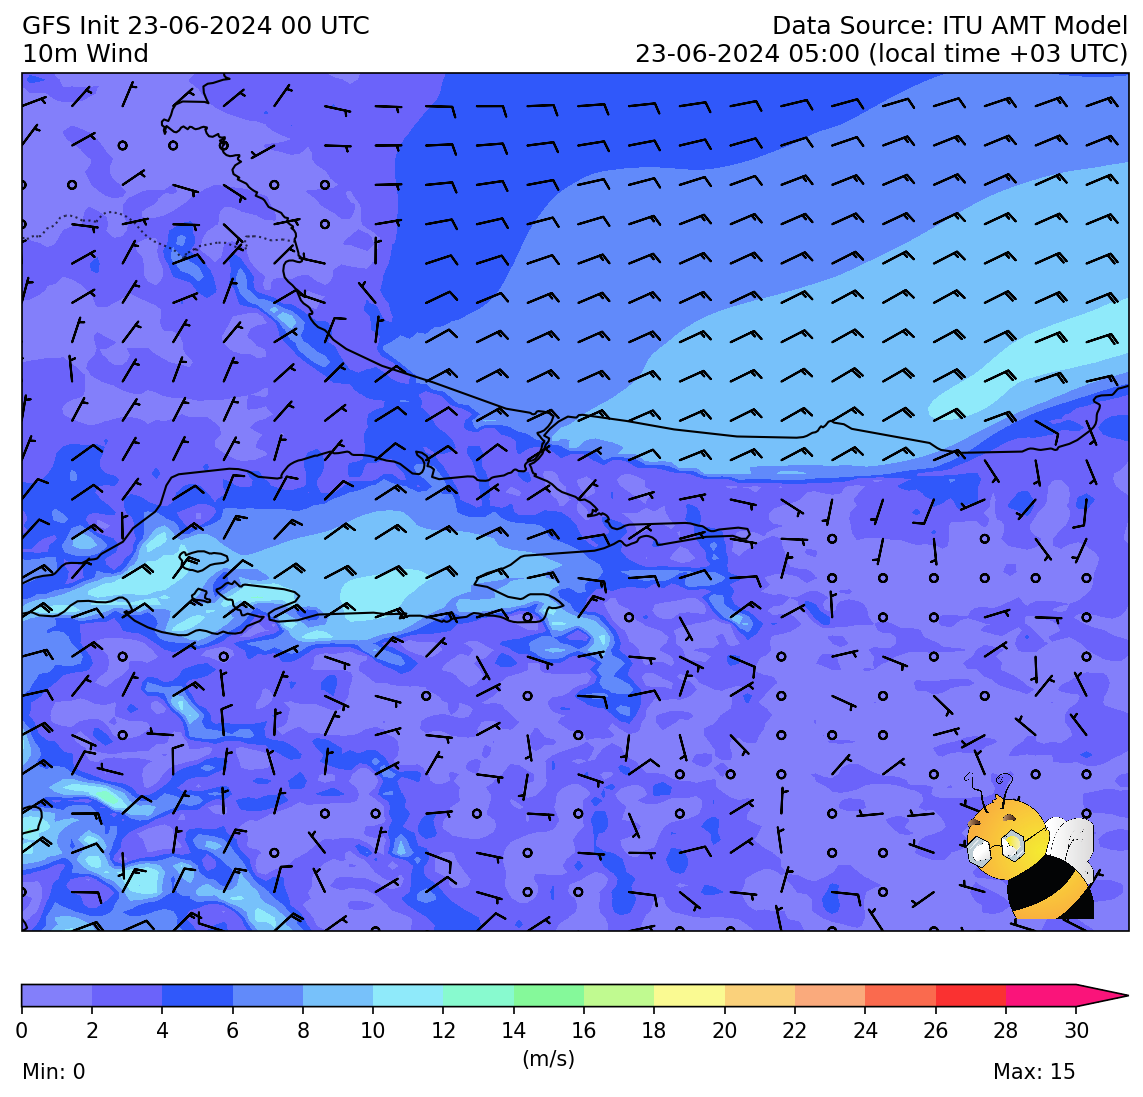 GFS Init 23-06-2024 00 UTC
Data Source: ITU AMT Model
10m Wind
23-06-2024 05:00 (local time +03 UTC)
0 2 4 6 8 10 12 14 16 18 20 22 24 26 28 30
(m/s)
Min: 0
Max: 15